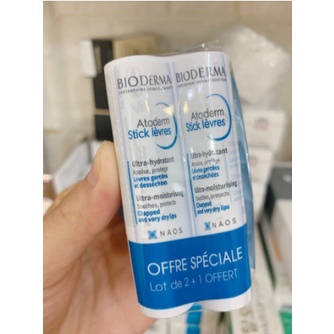 BIODERMA
LABORATOIRE DERMATOLOGIQUE
Atoderm
Stick lèvres
Ultra-hydratant
Apaise, protège
Lèvres gercées
et desséchées
Ultra-moisturising
Soothes, protects
Chapped
and very dry lips
NAOS
BIODERMA
Atoderm
Stick lèvres
Ultra-hydratant
Apaise, protège
Lèvres gercées
et desséchées
Ultra-moisturising
Soothes, protects
Chapped
and very dry lips
NAOS
OFFRE SPÉCIALE
Lot de 2 + 1 OFFERT